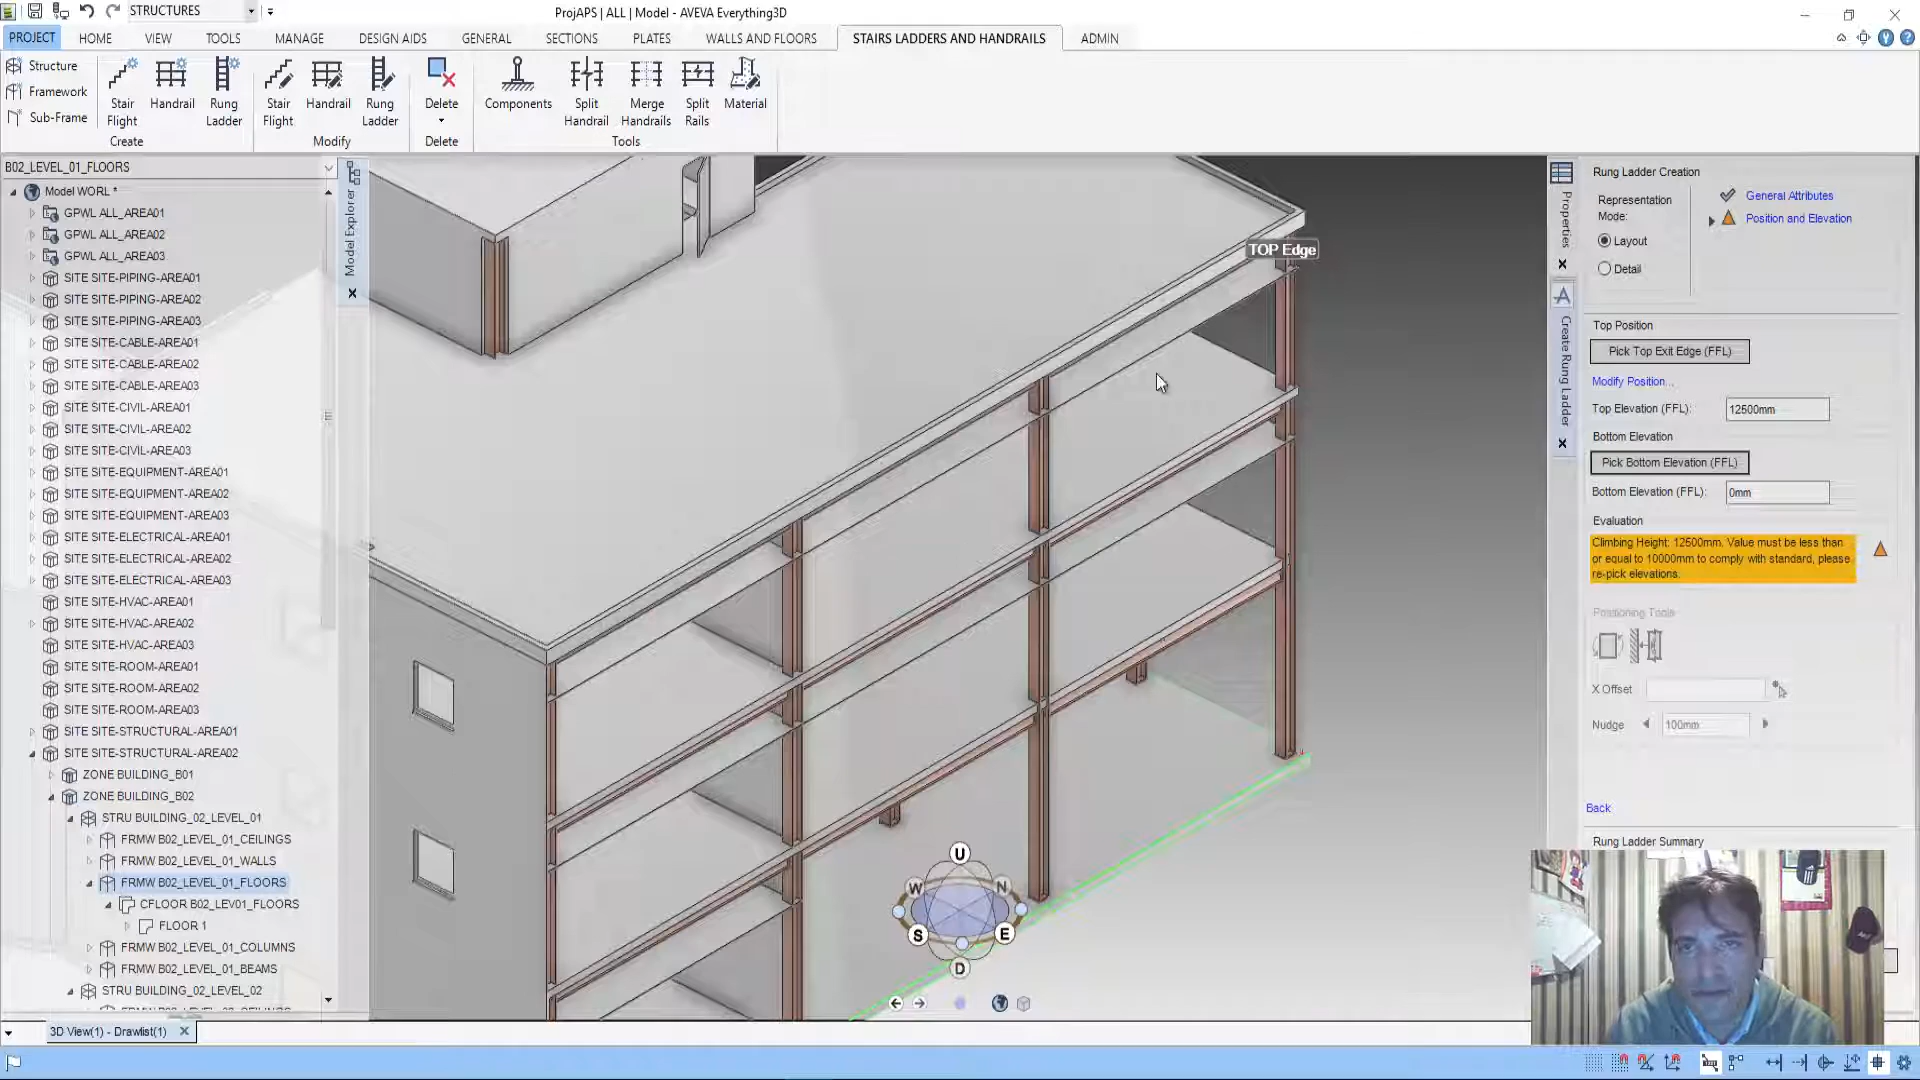 STRUCTURES
ProjAPS | ALL | Model - AVEVA Everything3D
PROJECT HOME VIEW TOOLS MANAGE DESIGN AIDS GENERAL SECTIONS PLATES WALLS AND FLOORS STAIRS LADDERS AND HANDRAILS ADMIN
Structure
Framework
Sub-Frame
Stair Flight
Handrail
Rung Ladder
Create
Stair Flight
Handrail
Rung Ladder
Modify
Delete
Delete
Components
Split Handrail
Merge Handrails
Split Rails
Material
Tools
B02_LEVEL_01_FLOORS
Model WORL *
GPWL ALL_AREA01
GPWL ALL_AREA02
GPWL ALL_AREA03
SITE SITE-PIPING-AREA01
SITE SITE-PIPING-AREA02
SITE SITE-PIPING-AREA03
SITE SITE-CABLE-AREA01
SITE SITE-CABLE-AREA02
SITE SITE-CABLE-AREA03
SITE SITE-CIVIL-AREA01
SITE SITE-CIVIL-AREA02
SITE SITE-CIVIL-AREA03
SITE SITE-EQUIPMENT-AREA01
SITE SITE-EQUIPMENT-AREA02
SITE SITE-EQUIPMENT-AREA03
SITE SITE-ELECTRICAL-AREA01
SITE SITE-ELECTRICAL-AREA02
SITE SITE-ELECTRICAL-AREA03
SITE SITE-HVAC-AREA01
SITE SITE-HVAC-AREA02
SITE SITE-HVAC-AREA03
SITE SITE-ROOM-AREA01
SITE SITE-ROOM-AREA02
SITE SITE-ROOM-AREA03
SITE SITE-STRUCTURAL-AREA01
SITE SITE-STRUCTURAL-AREA02
ZONE BUILDING_B01
ZONE BUILDING_B02
STRU BUILDING_02_LEVEL_01
FRMW B02_LEVEL_01_CEILINGS
FRMW B02_LEVEL_01_WALLS
FRMW B02_LEVEL_01_FLOORS
CFLOOR B02_LEV01_FLOORS
FLOOR 1
FRMW B02_LEVEL_01_COLUMNS
FRMW B02_LEVEL_01_BEAMS
STRU BUILDING_02_LEVEL_02
Model Explorer
TOP Edge
U
W
N
S
E
D
3D View(1) - Drawlist(1)
Properties
Create Rung Ladder
Rung Ladder Creation
Representation Mode:
Layout
Detail
General Attributes
Position and Elevation
Top Position
Pick Top Exit Edge (FFL)
Modify Position...
Top Elevation (FFL): 12500mm
Bottom Elevation
Pick Bottom Elevation (FFL)
Bottom Elevation (FFL): 0mm
Evaluation
Climbing Height: 12500mm. Value must be less than
or equal to 10000mm to comply with standard, please
re-pick elevations.
Positioning Tools
X Offset
Nudge 100mm
Back
Rung Ladder Summary